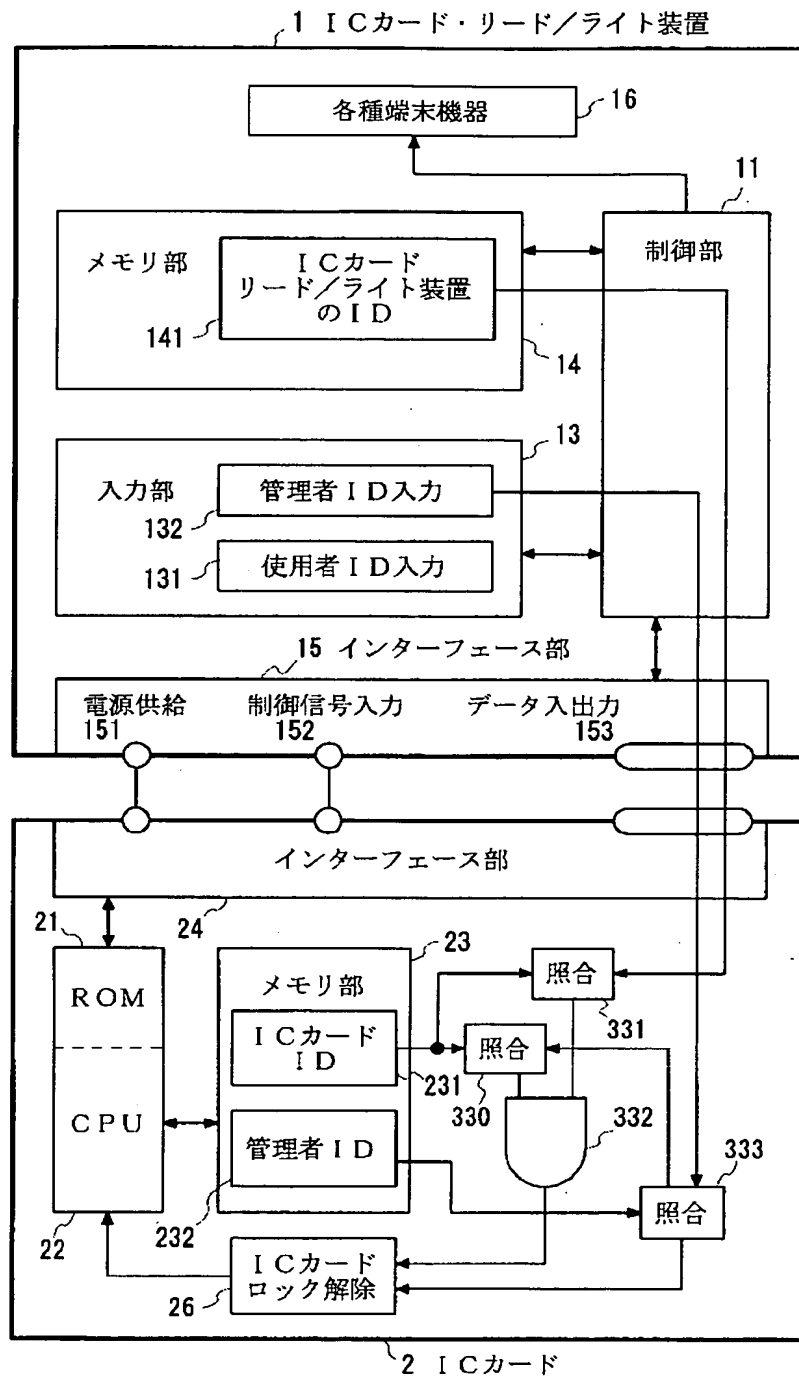 1 ICカード・リード／ライト装置
各種端末機器
16
11
メモリ部
ICカード
リード／ライト装置
のID
制御部
141
14
13
入力部
管理者ID入力
132
使用者ID入力
131
15 インターフェース部
電源供給
151
制御信号入力
152
データ入出力
153
インターフェース部
21
24
23
ROM
CPU
22
メモリ部
ICカード
ID
231
管理者ID
232
照合
331
照合
330
332
333
照合
ICカード
ロック解除
26
2 ICカード